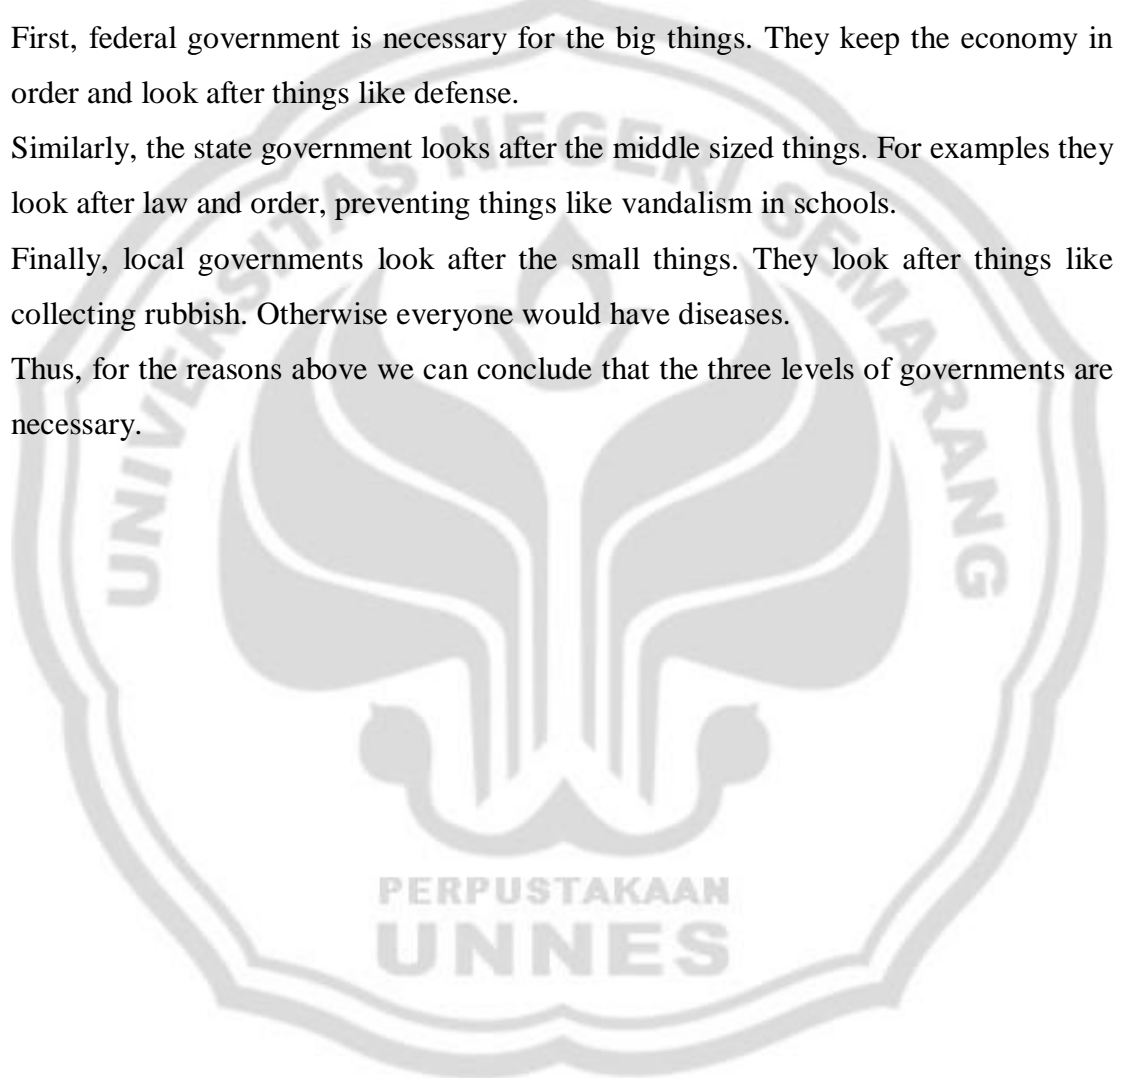 First, federal government is necessary for the big things. They keep the economy in
order and look after things like defense.
Similarly, the state government looks after the middle sized things. For examples they
look after law and order, preventing things like vandalism in schools.
Finally, local governments look after the small things. They look after things like
collecting rubbish. Otherwise everyone would have diseases.
Thus, for the reasons above we can conclude that the three levels of governments are
necessary.
UNIVERSITAS NEGERI SEMARANG
PERPUSTAKAAN
UNNES